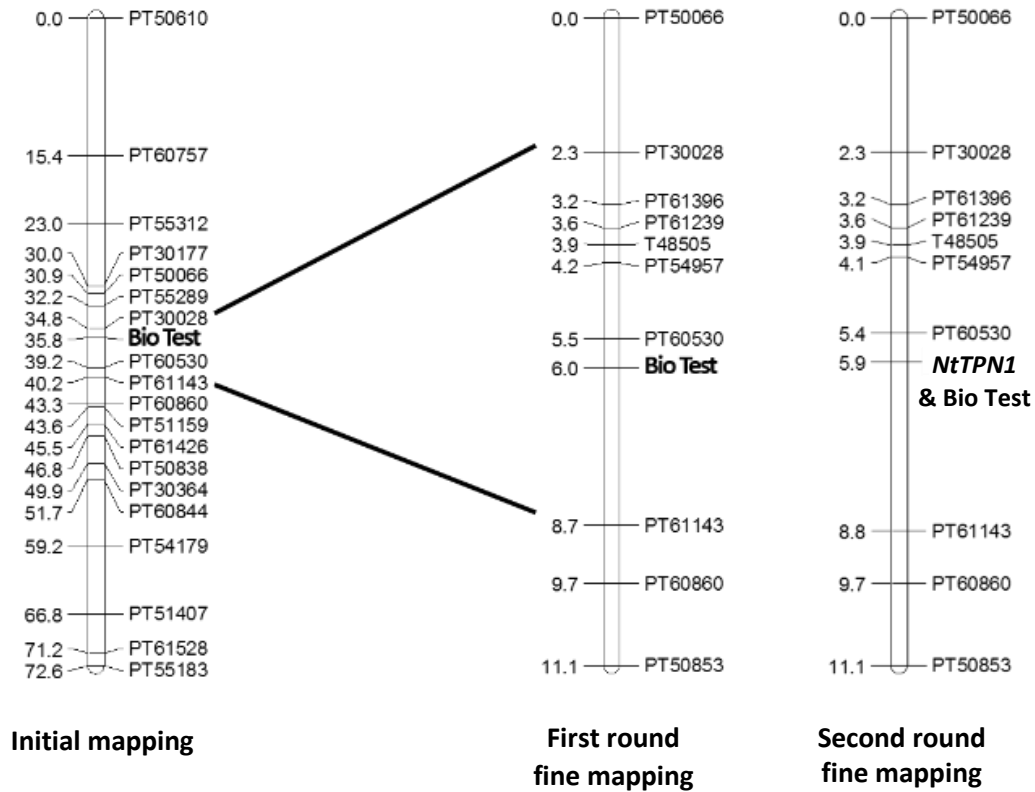 0.0 PT50610
15.4 PT60757
23.0 PT55312
30.0 PT30177
30.9 PT50066
32.2 PT55289
34.8 PT30028
35.8 Bio Test
39.2 PT60530
40.2 PT61143
43.3 PT60860
43.6 PT51159
45.5 PT61426
46.8 PT50838
49.9 PT30364
51.7 PT60844
59.2 PT54179
66.8 PT51407
71.2 PT61528
72.6 PT55183
Initial mapping
0.0 PT50066
2.3 PT30028
3.2 PT61396
3.6 PT61239
3.9 T48505
4.2 PT54957
5.5 PT60530
6.0 Bio Test
8.7 PT61143
9.7 PT60860
11.1 PT50853
First round
fine mapping
0.0 PT50066
2.3 PT30028
3.2 PT61396
3.6 PT61239
3.9 T48505
4.1 PT54957
5.4 PT60530
5.9 NtTPN1
& Bio Test
8.8 PT61143
9.7 PT60860
11.1 PT50853
Second round
fine mapping